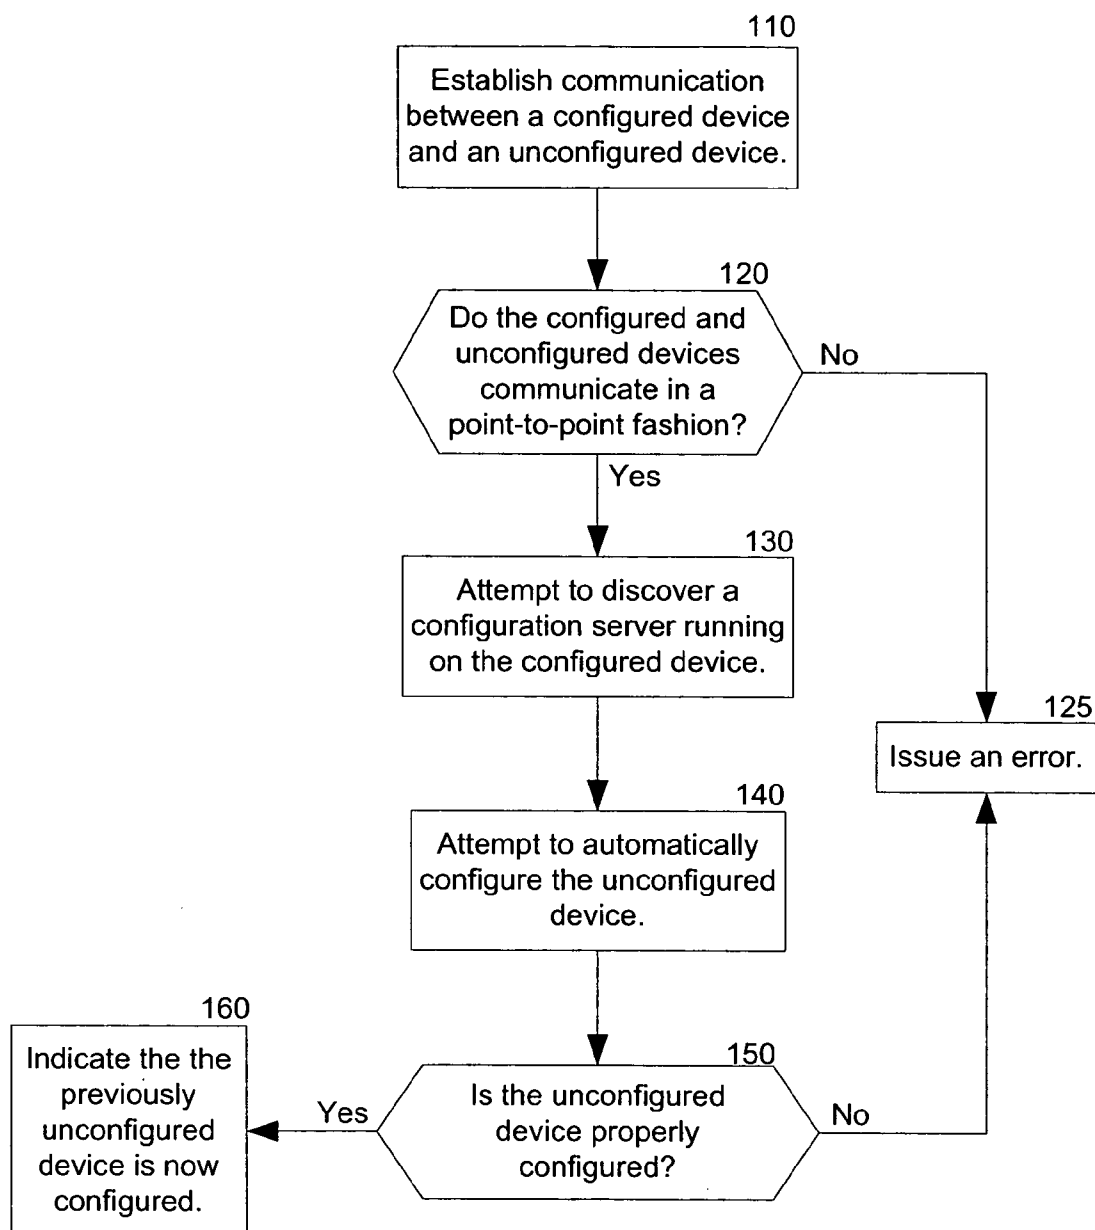 110
Establish communication
between a configured device
and an unconfigured device.
120
Do the configured and
unconfigured devices
communicate in a
point-to-point fashion?
No
Yes
130
Attempt to discover a
configuration server running
on the configured device.
125
Issue an error.
140
Attempt to automatically
configure the unconfigured
device.
150
Is the unconfigured
device properly
configured?
Yes
No
160
Indicate the the
previously
unconfigured
device is now
configured.